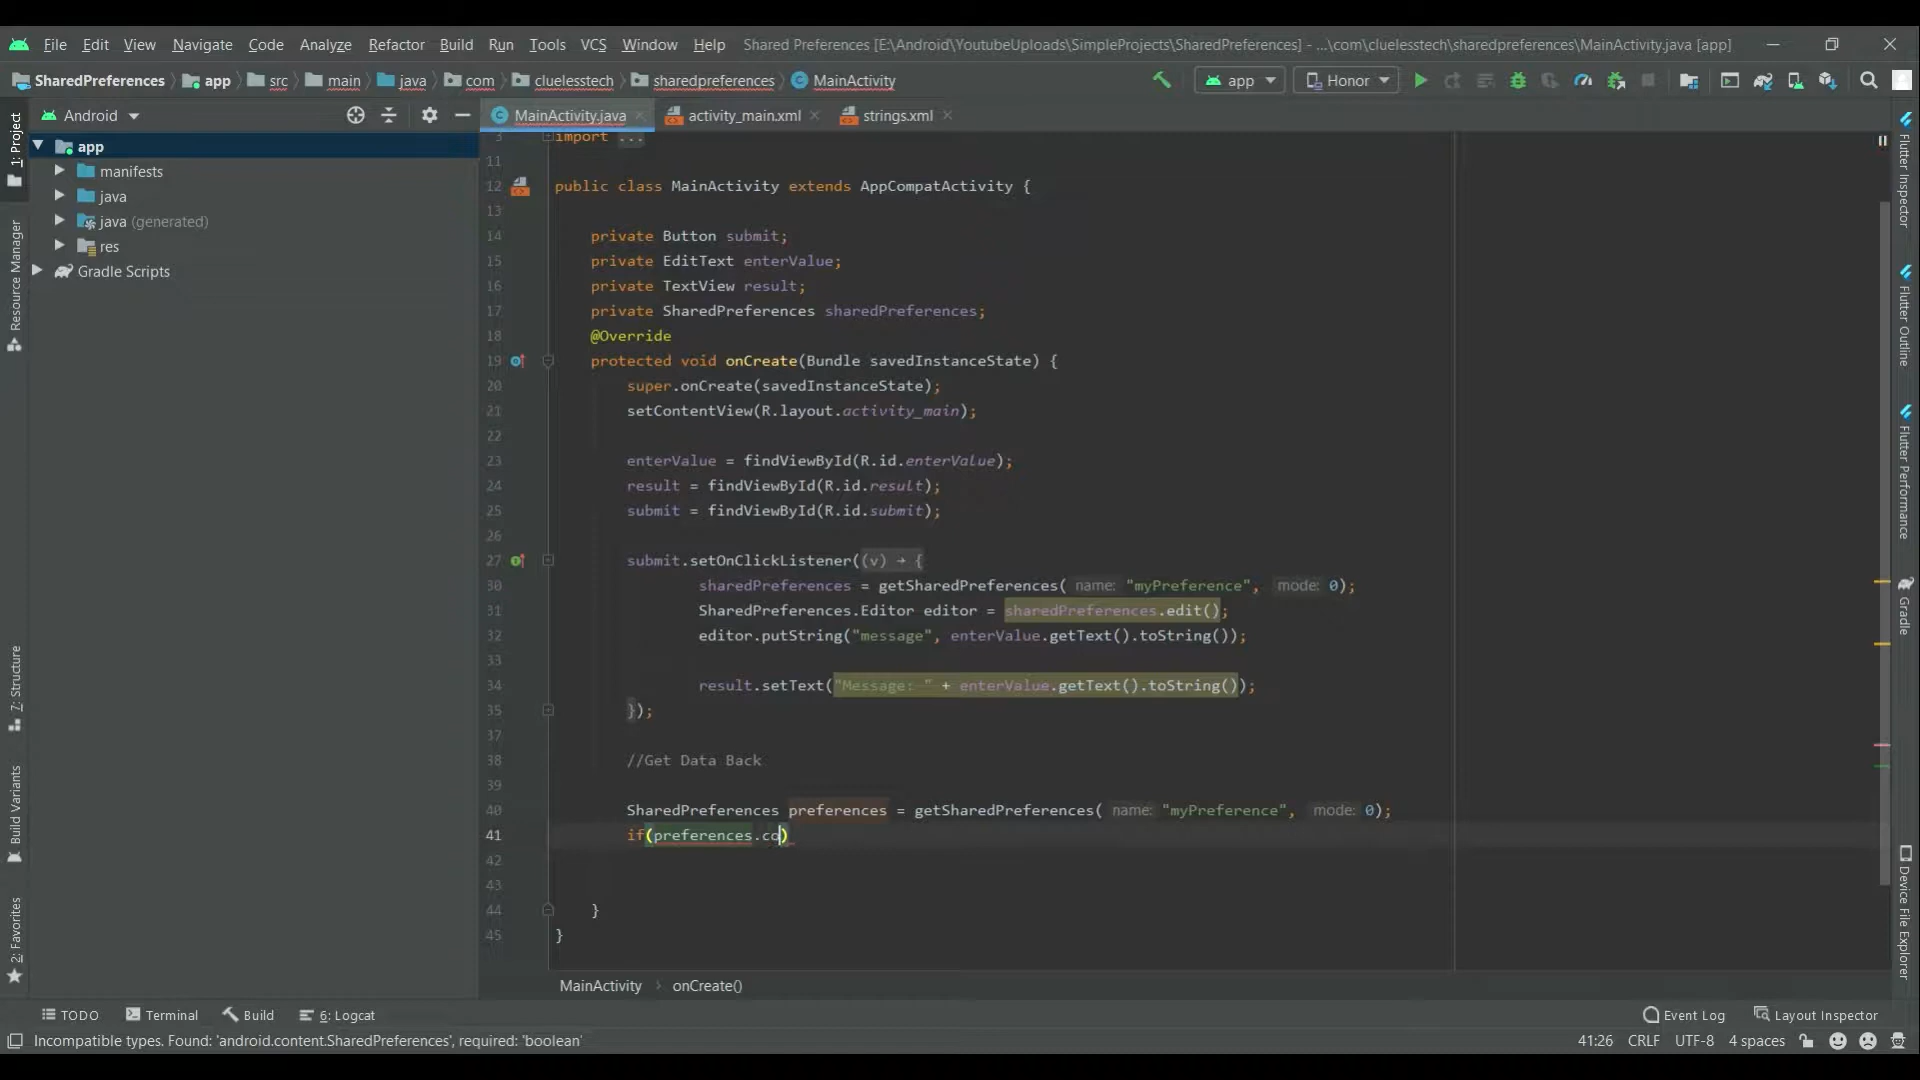 File Edit View Navigate Code Analyze Refactor Build Run Tools VCS Window Help Shared Preferences [E:\Android\YoutubeUploads\SimpleProjects\SharedPreferences] - ...\com\cluelesstech\sharedpreferences\MainActivity.java [app]
SharedPreferences app src main java com cluelesstech sharedpreferences MainActivity app Honor
Android MainActivity.java activity_main.xml strings.xml
1: Project
Resource Manager
7: Structure
Build Variants
2: Favorites
app
manifests
java
java (generated)
res
Gradle Scripts
3 import ...
11
12 public class MainActivity extends AppCompatActivity {
13
14 private Button submit;
15 private EditText enterValue;
16 private TextView result;
17 private SharedPreferences sharedPreferences;
18 @Override
19 protected void onCreate(Bundle savedInstanceState) {
20 super.onCreate(savedInstanceState);
21 setContentView(R.layout.activity_main);
22
23 enterValue = findViewById(R.id.enterValue);
24 result = findViewById(R.id.result);
25 submit = findViewById(R.id.submit);
26
27 submit.setOnClickListener((v) → {
30 sharedPreferences = getSharedPreferences( name: "myPreference", mode: 0);
31 SharedPreferences.Editor editor = sharedPreferences.edit();
32 editor.putString("message", enterValue.getText().toString());
33
34 result.setText("Message: " + enterValue.getText().toString());
35 });
37
38 //Get Data Back
39
40 SharedPreferences preferences = getSharedPreferences( name: "myPreference", mode: 0);
41 if(preferences.co)
42
43
44 }
45 }
MainActivity onCreate()
Flutter Inspector
Flutter Outline
Flutter Performance
Gradle
Device File Explorer
TODO Terminal Build 6: Logcat Event Log Layout Inspector
Incompatible types. Found: 'android.content.SharedPreferences', required: 'boolean' 41:26 CRLF UTF-8 4 spaces